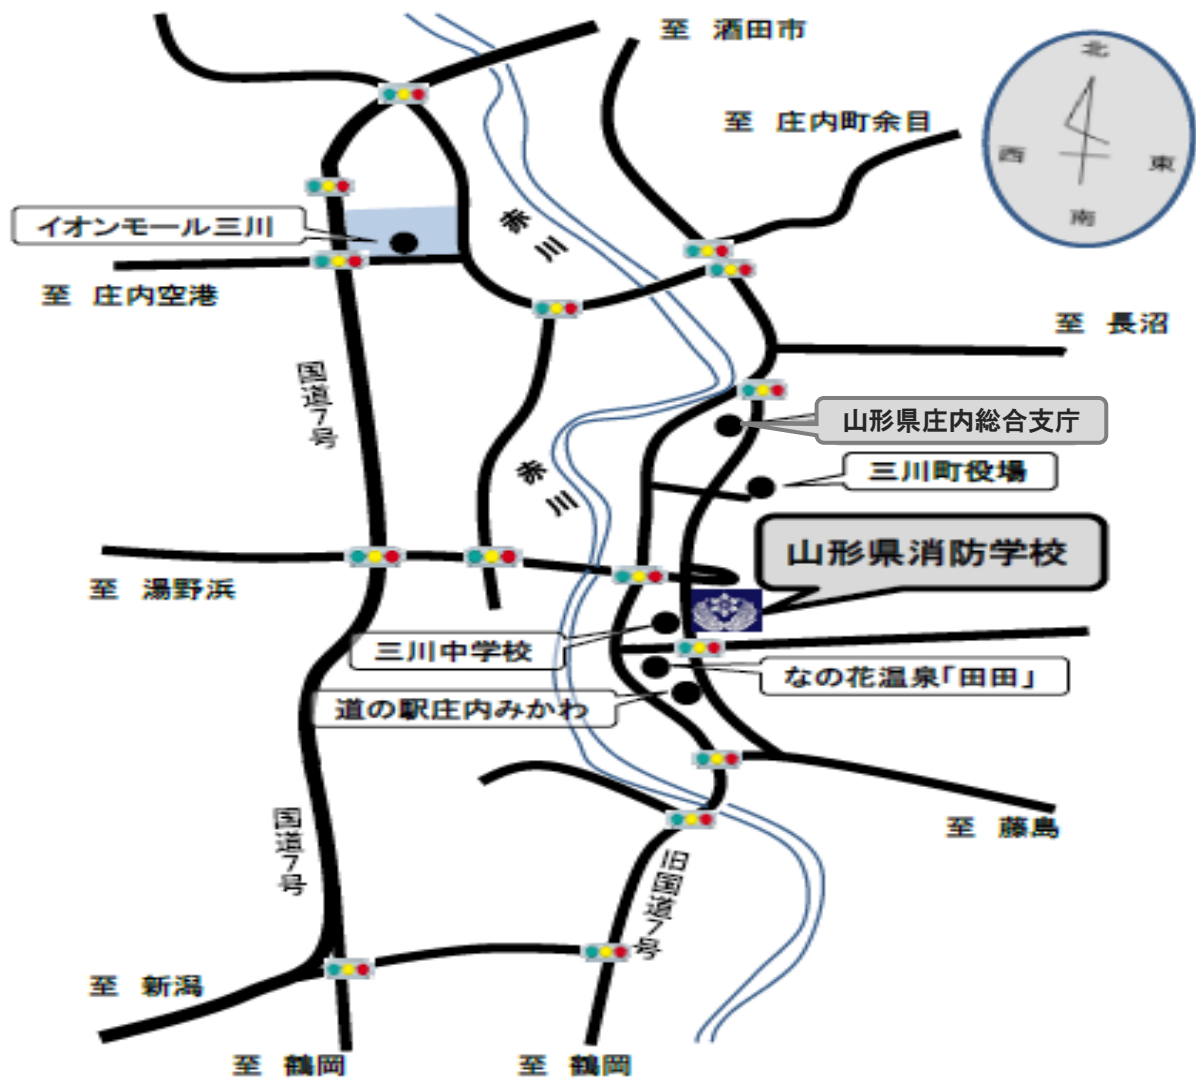 至 酒田市
北
至 庄内町余目
西
東
南
イオンモール三川
赤川
至 庄内空港
至 長沼
国道7号
山形県庄内総合支庁
三川町役場
赤川
山形県消防学校
至 湯野浜
三川中学校
なの花温泉「田田」
道の駅庄内みかわ
国道7号
至 藤島
旧国道7号
至 新潟
至 鶴岡
至 鶴岡